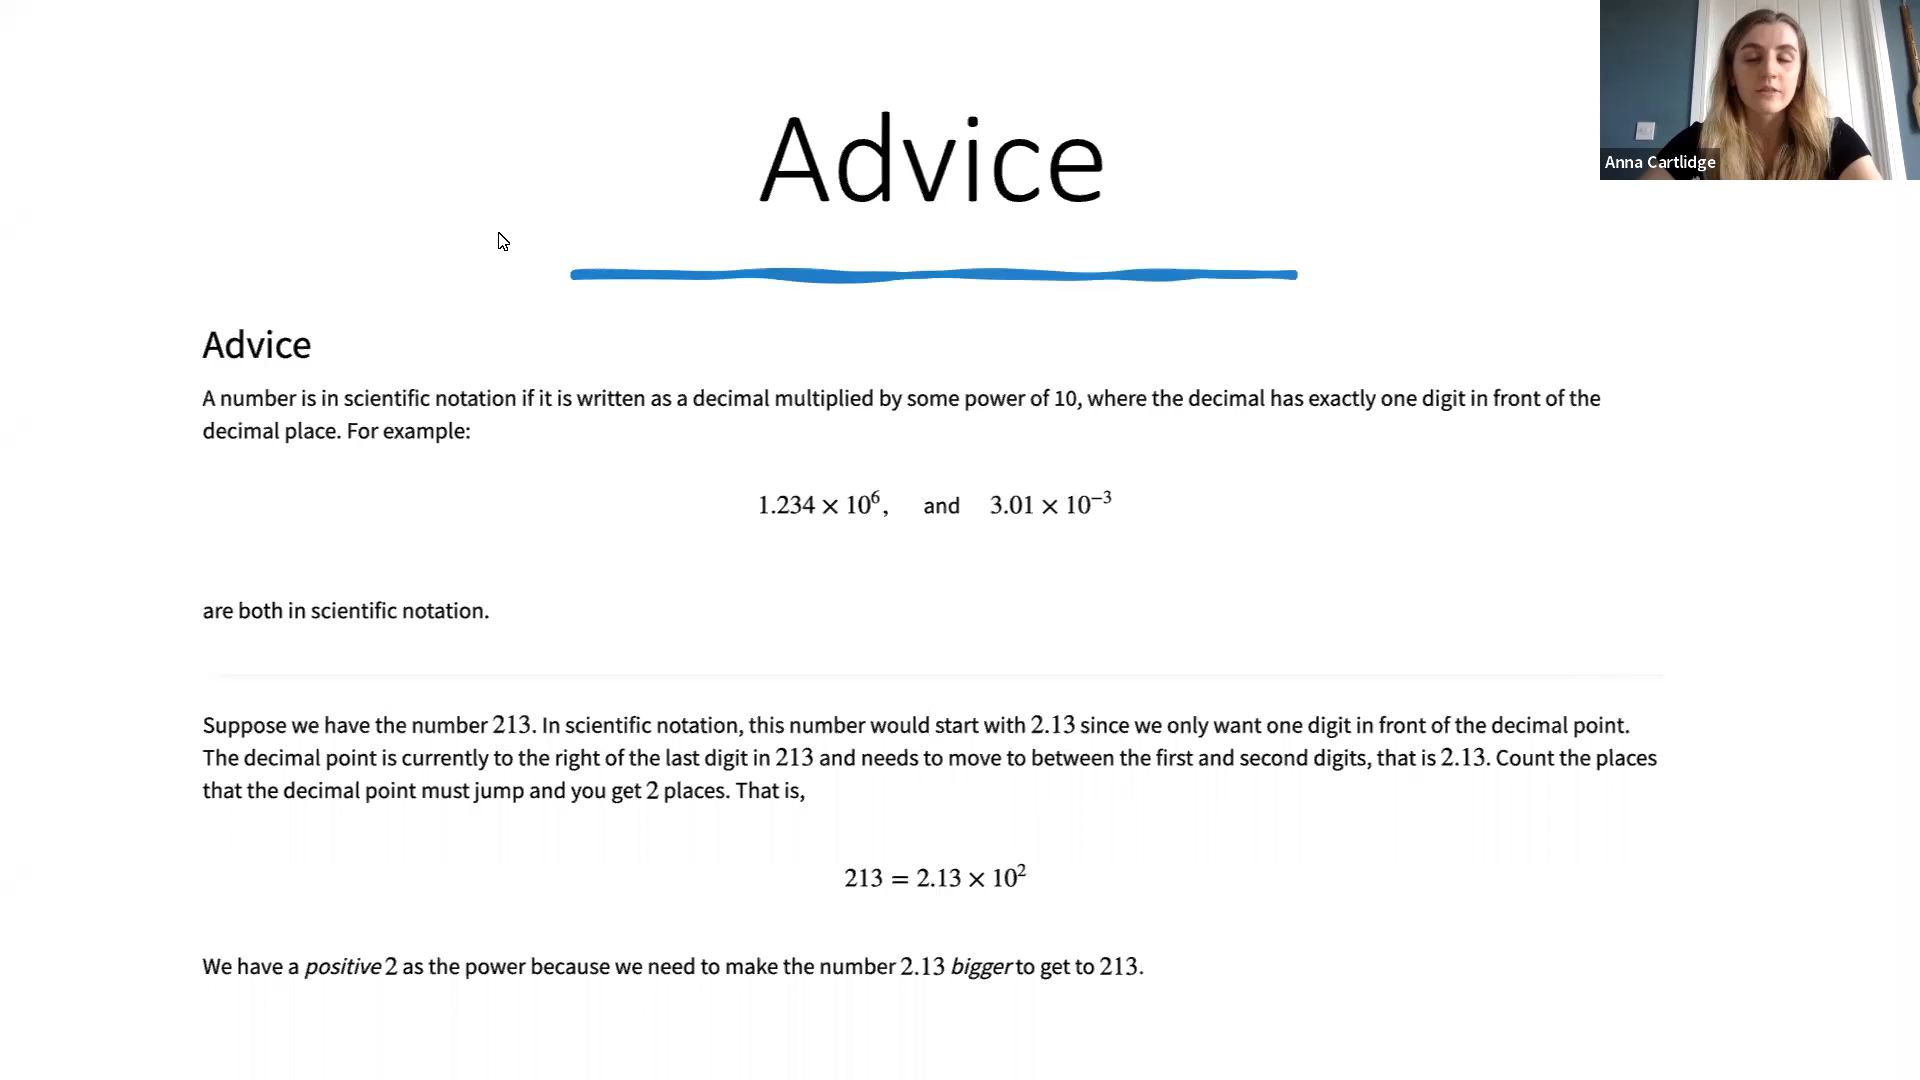 Advice
Anna Cartlidge
Advice
A number is in scientific notation if it is written as a decimal multiplied by some power of 10, where the decimal has exactly one digit in front of the
decimal place. For example:
1.234 × 10⁶, and 3.01 × 10⁻³
are both in scientific notation.
Suppose we have the number 213. In scientific notation, this number would start with 2.13 since we only want one digit in front of the decimal point.
The decimal point is currently to the right of the last digit in 213 and needs to move to between the first and second digits, that is 2.13. Count the places
that the decimal point must jump and you get 2 places. That is,
213 = 2.13 × 10²
We have a positive 2 as the power because we need to make the number 2.13 bigger to get to 213.